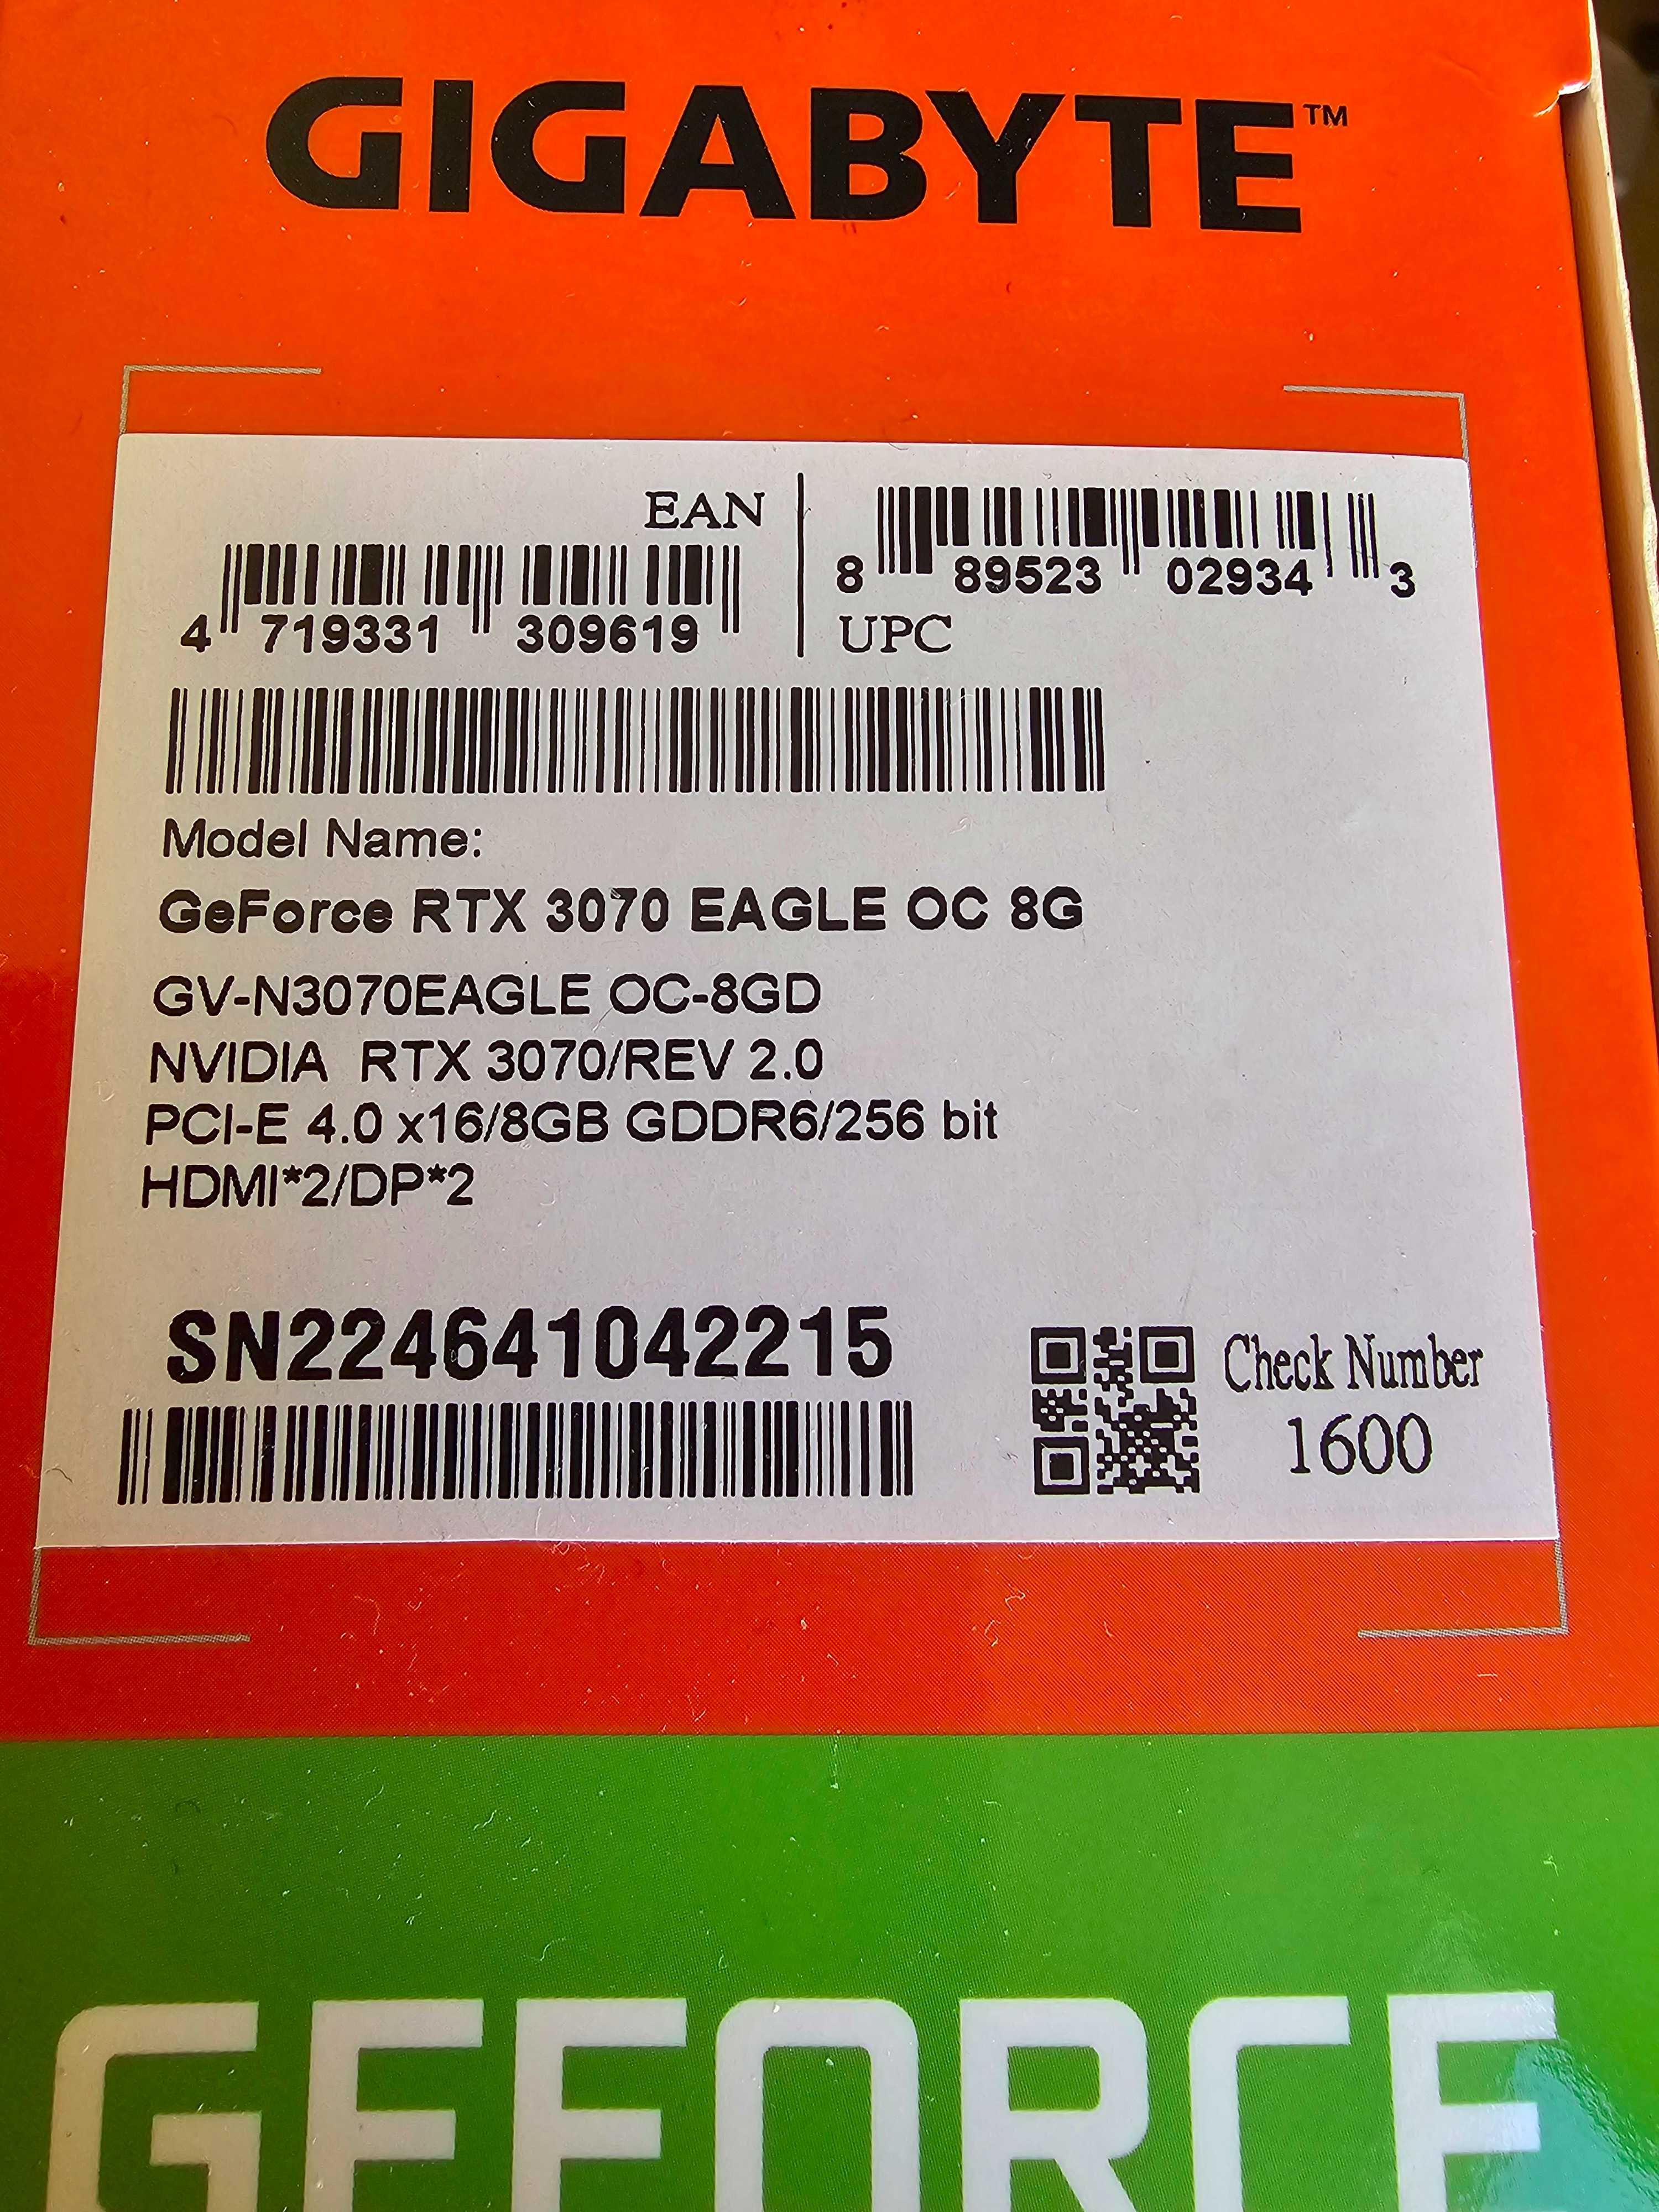 GIGABYTE™
EAN
4 719331 309619
8 89523 02934 3
UPC
Model Name:
GeForce RTX 3070 EAGLE OC 8G
GV-N3070EAGLE OC-8GD
NVIDIA  RTX 3070/REV 2.0
PCI-E 4.0 x16/8GB GDDR6/256 bit
HDMI*2/DP*2
SN224641042215
Check Number
1600
GEFORCE